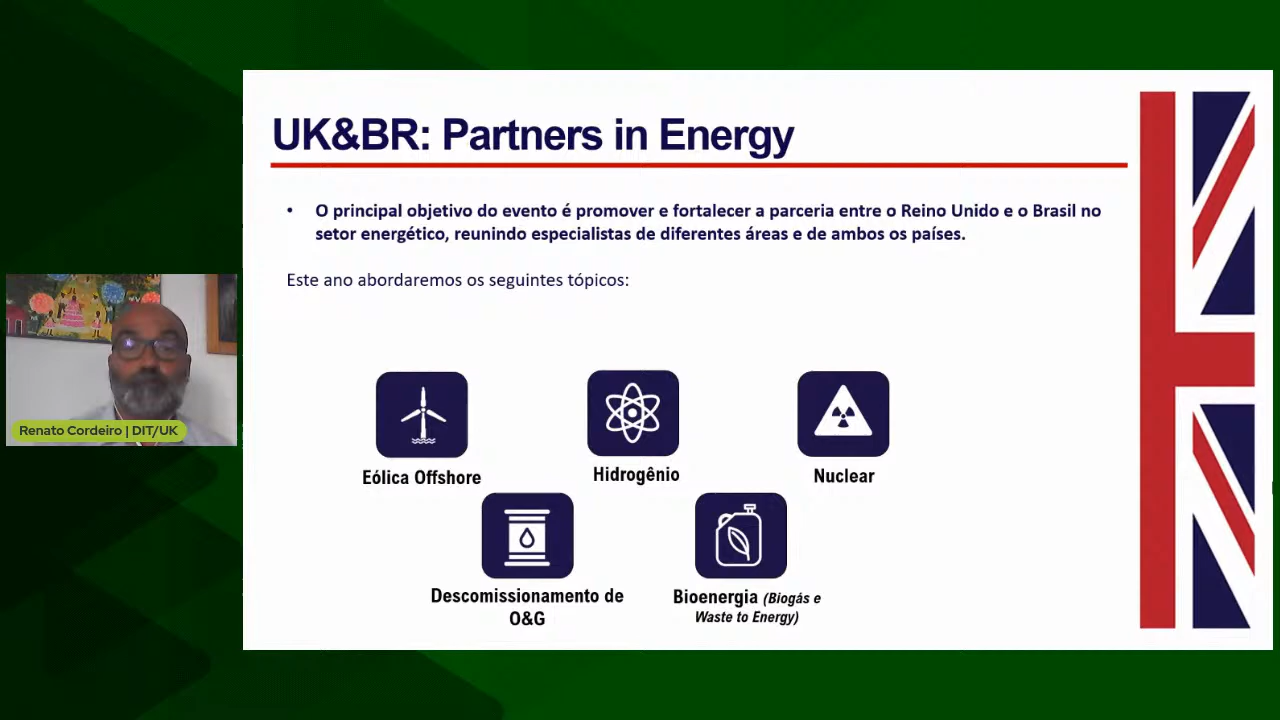 UK&BR: Partners in Energy
• O principal objetivo do evento é promover e fortalecer a parceria entre o Reino Unido e o Brasil no
setor energético, reunindo especialistas de diferentes áreas e de ambos os países.
Este ano abordaremos os seguintes tópicos:
Renato Cordeiro | DIT/UK
Eólica Offshore
Hidrogênio
Nuclear
Descomissionamento de
O&G
Bioenergia (Biogás e
Waste to Energy)